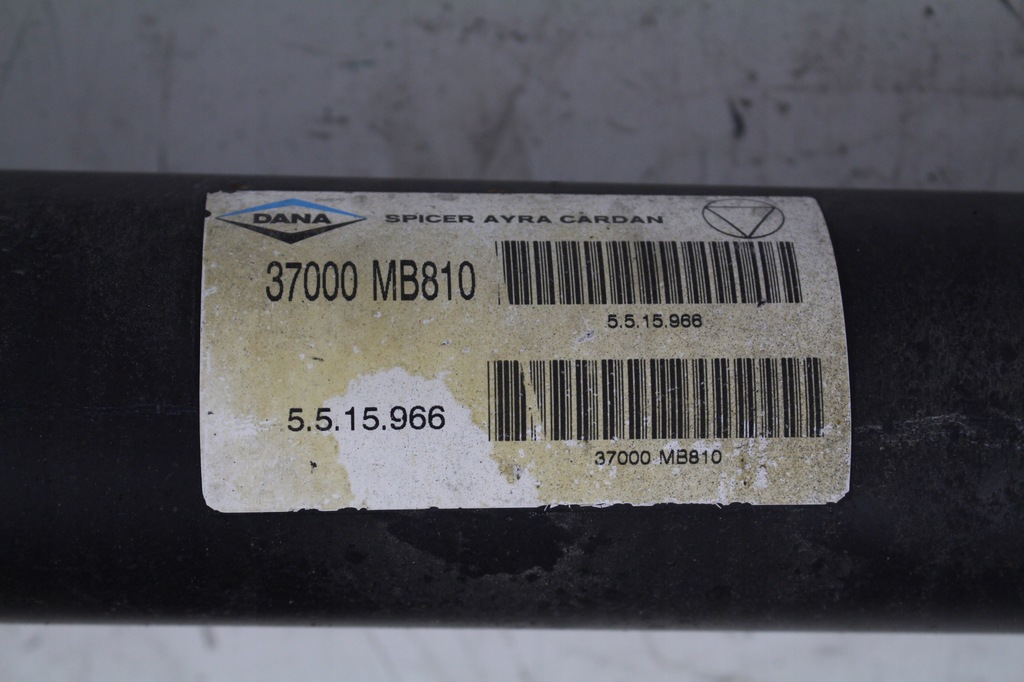 DANA SPICER AYRA CARDAN
37000 MB810
5.5.15.966
5.5.15.966
37000 MB810